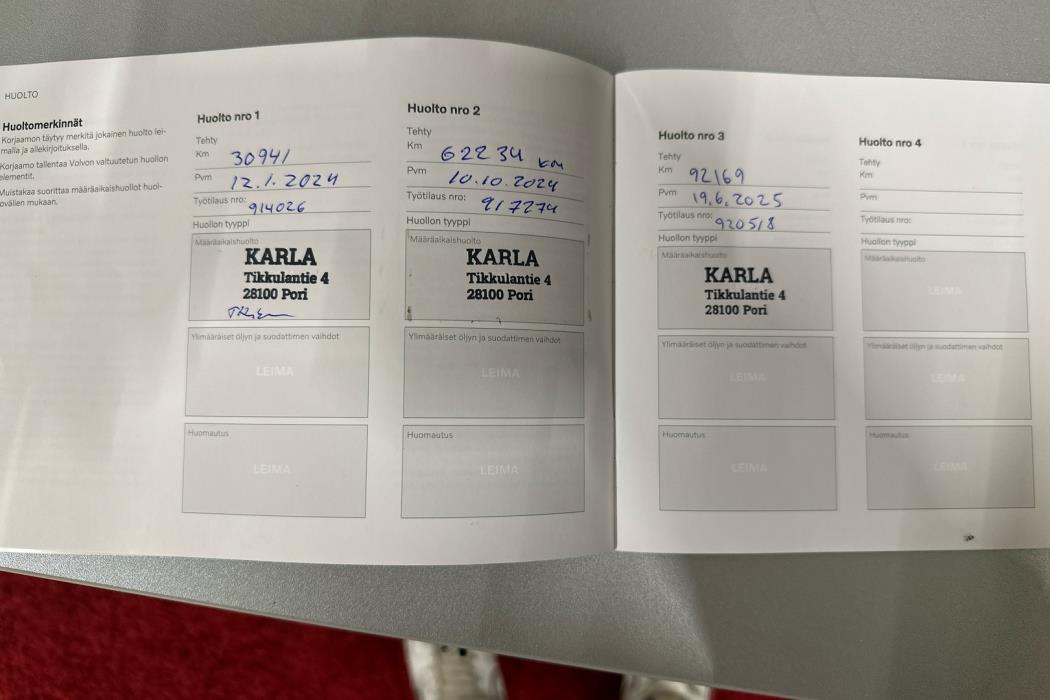 HUOLTO
Huoltomerkinnät
Korjaamon täytyy merkitä jokainen huolto lei-
malla ja allekirjoituksella.
Korjaamo tallentaa Volvon valtuutetun huollon
elementit.
Muistakaa suorittaa määräaikaishuollot huol-
ovälien mukaan.
Huolto nro 1
Tehty
Km 30941
Pvm 12.1.2024
Työtilaus nro: 914026
Huollon tyyppi
Määräaikaishuolto
KARLA
Tikkulantie 4
28100 Pori
Ylimääräiset öljyn ja suodattimen vaihdot
LEIMA
Huomautus
LEIMA
Huolto nro 2
Tehty
Km 62234 km
Pvm 10.10.2024
Työtilaus nro: 917274
Huollon tyyppi
Määräaikaishuolto
KARLA
Tikkulantie 4
28100 Pori
Ylimääräiset öljyn ja suodattimen vaihdot
LEIMA
Huomautus
LEIMA
Huolto nro 3
Tehty
Km 92169
Pvm 19.6.2025
Työtilaus nro: 920518
Huollon tyyppi
Määräaikaishuolto
KARLA
Tikkulantie 4
28100 Pori
Ylimääräiset öljyn ja suodattimen vaihdot
LEIMA
Huomautus
LEIMA
Huolto nro 4
Tehty
Km
Pvm
Työtilaus nro:
Huollon tyyppi
Määräaikaishuolto
LEIMA
Ylimääräiset öljyn ja suodattimen vaihdot
LEIMA
Huomautus
LEIMA